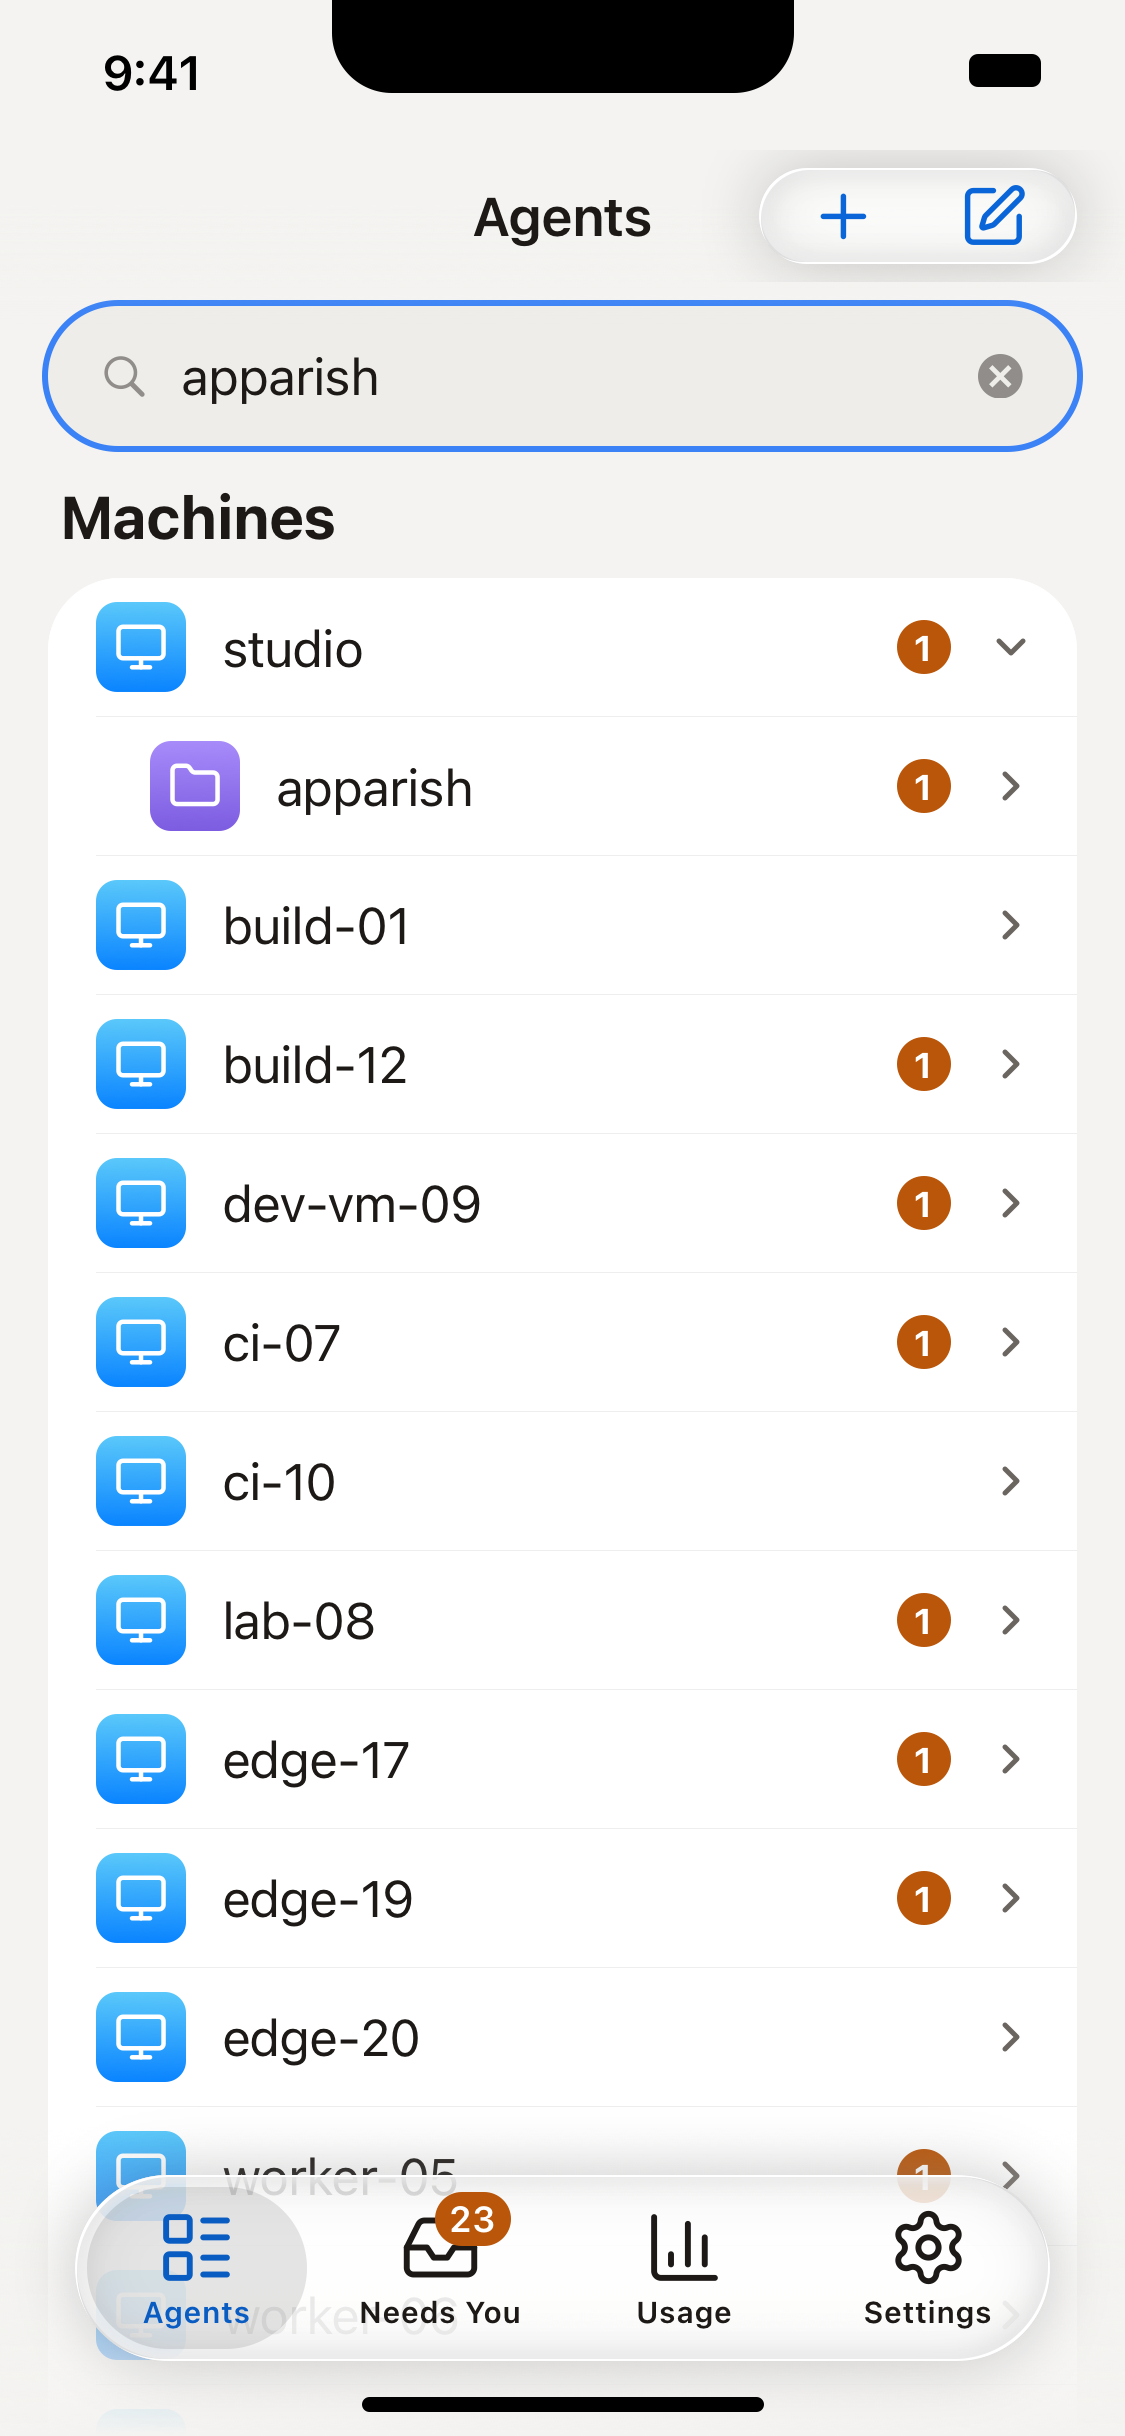 9:41
Agents
apparish
Machines
studio 1
apparish 1
build-01
build-12 1
dev-vm-09 1
ci-07 1
ci-10
lab-08 1
edge-17 1
edge-19 1
edge-20
worker-05 1
23
Agents Needs You Usage Settings